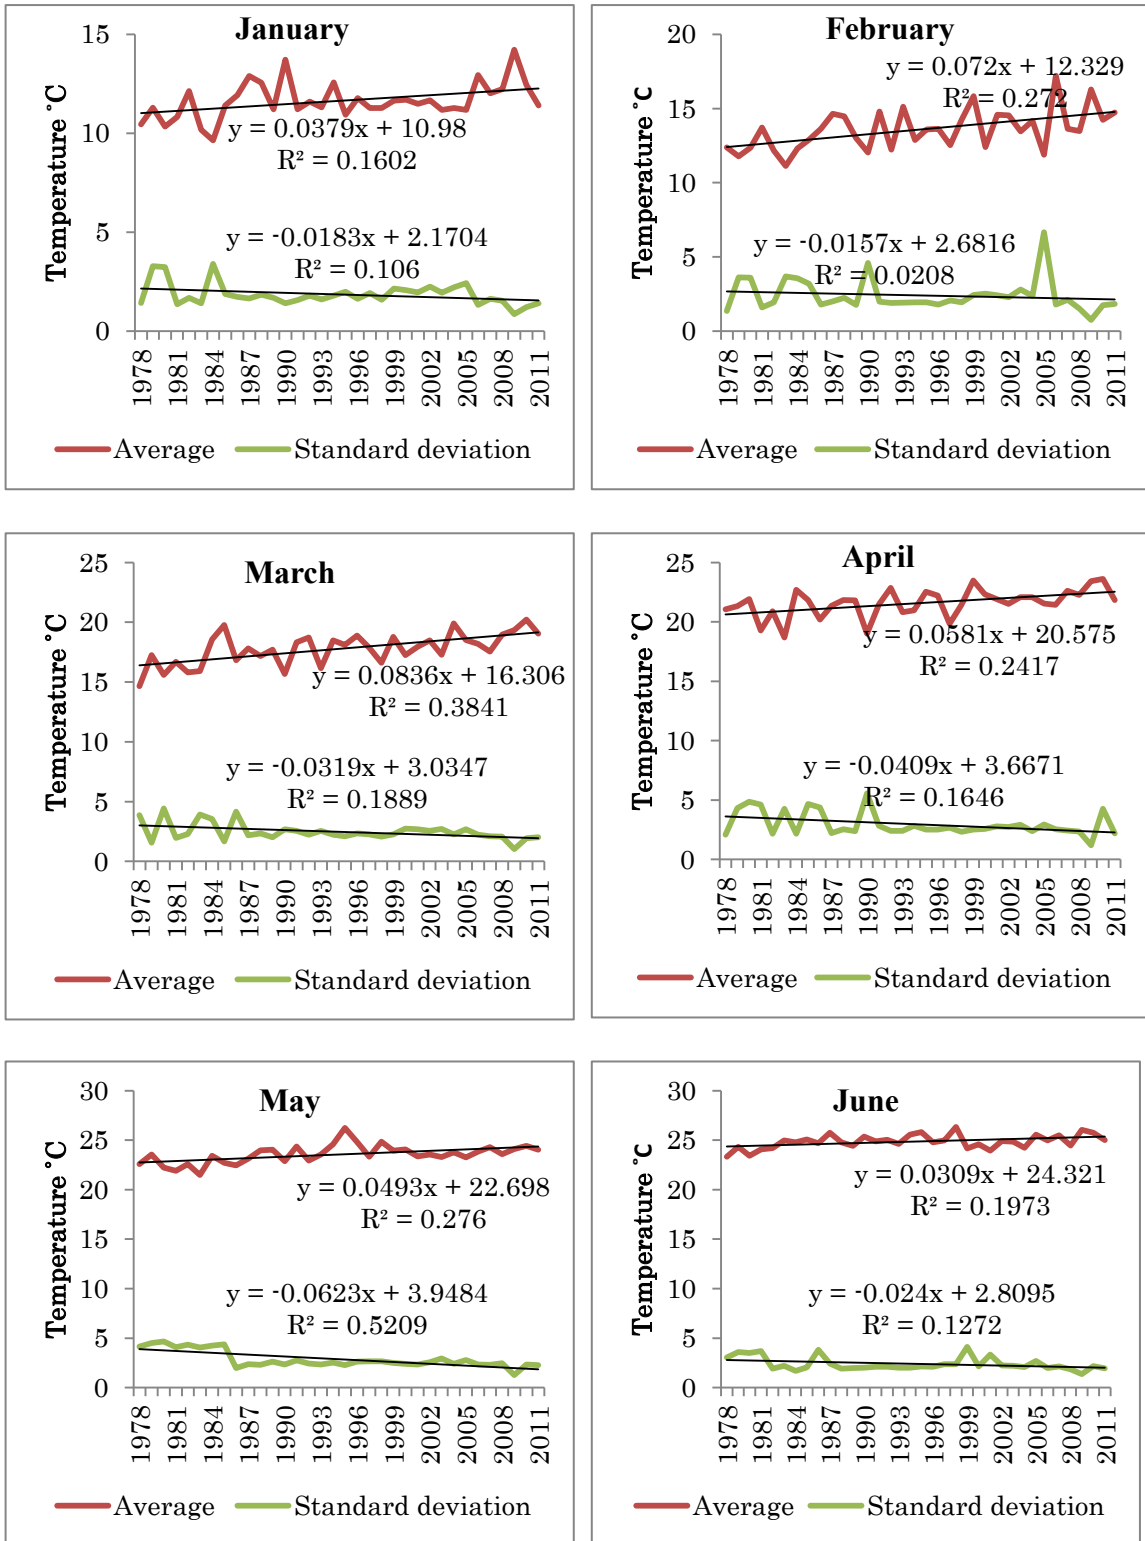 January
Temperature ˚C
15
10
5
0
y = 0.0379x + 10.98
R² = 0.1602
y = -0.0183x + 2.1704
R² = 0.106
1978 1981 1984 1987 1990 1993 1996 1999 2002 2005 2008 2011
Average Standard deviation
February
Temperature ˚C
20
15
10
5
0
y = 0.072x + 12.329
R² = 0.272
y = -0.0157x + 2.6816
R² = 0.0208
1978 1981 1984 1987 1990 1993 1996 1999 2002 2005 2008 2011
Average Standard deviation
March
Temperature ˚C
25
20
15
10
5
0
y = 0.0836x + 16.306
R² = 0.3841
y = -0.0319x + 3.0347
R² = 0.1889
1978 1981 1984 1987 1990 1993 1996 1999 2002 2005 2008 2011
Average Standard deviation
April
Temperature ˚C
25
20
15
10
5
0
y = 0.0581x + 20.575
R² = 0.2417
y = -0.0409x + 3.6671
R² = 0.1646
1978 1981 1984 1987 1990 1993 1996 1999 2002 2005 2008 2011
Average Standard deviation
May
Temperature ˚C
30
25
20
15
10
5
0
y = 0.0493x + 22.698
R² = 0.276
y = -0.0623x + 3.9484
R² = 0.5209
1978 1981 1984 1987 1990 1993 1996 1999 2002 2005 2008 2011
Average Standard deviation
June
Temperature ˚C
30
25
20
15
10
5
0
y = 0.0309x + 24.321
R² = 0.1973
y = -0.024x + 2.8095
R² = 0.1272
1978 1981 1984 1987 1990 1993 1996 1999 2002 2005 2008 2011
Average Standard deviation